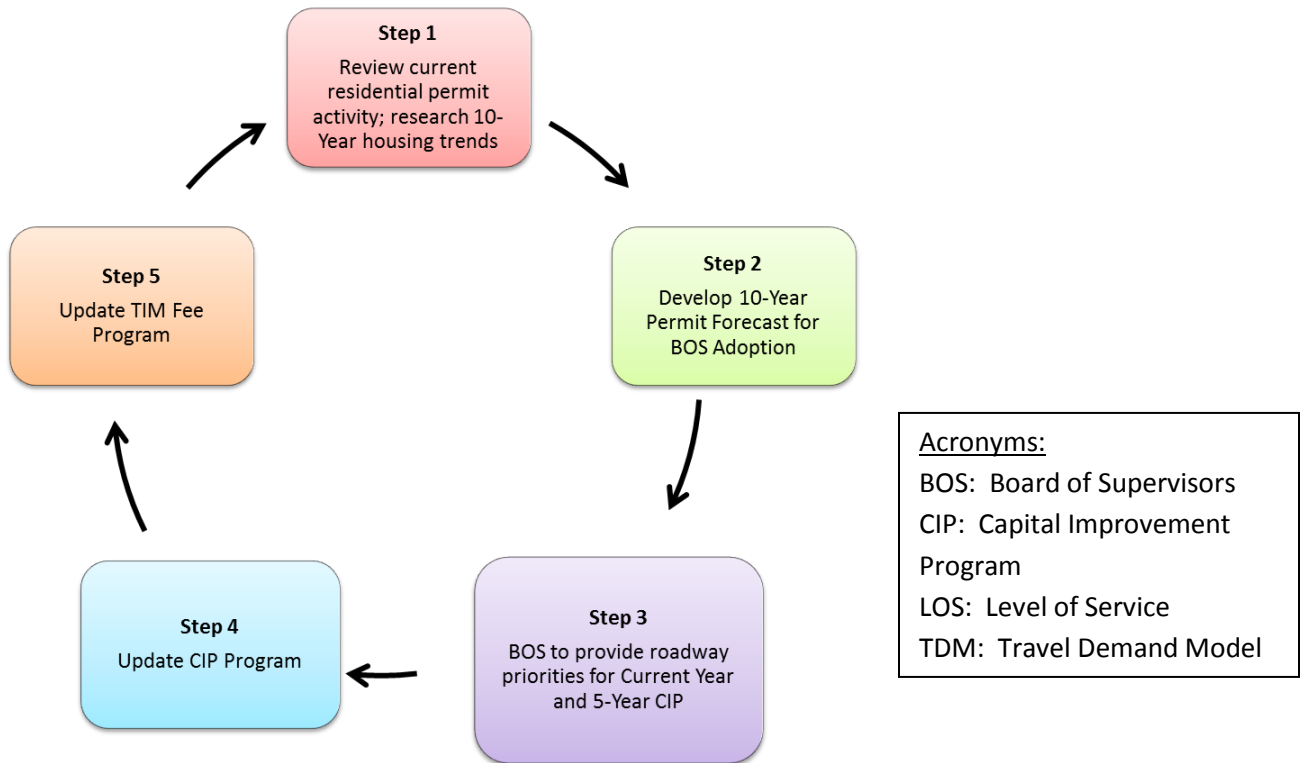 Step 1
Review current
residential permit
activity; research 10-
Year housing trends
Step 2
Develop 10-Year
Permit Forecast for
BOS Adoption
Step 3
BOS to provide roadway
priorities for Current Year
and 5-Year CIP
Step 4
Update CIP Program
Step 5
Update TIM Fee
Program
Acronyms:
BOS:  Board of Supervisors
CIP:  Capital Improvement
Program
LOS:  Level of Service
TDM:  Travel Demand Model